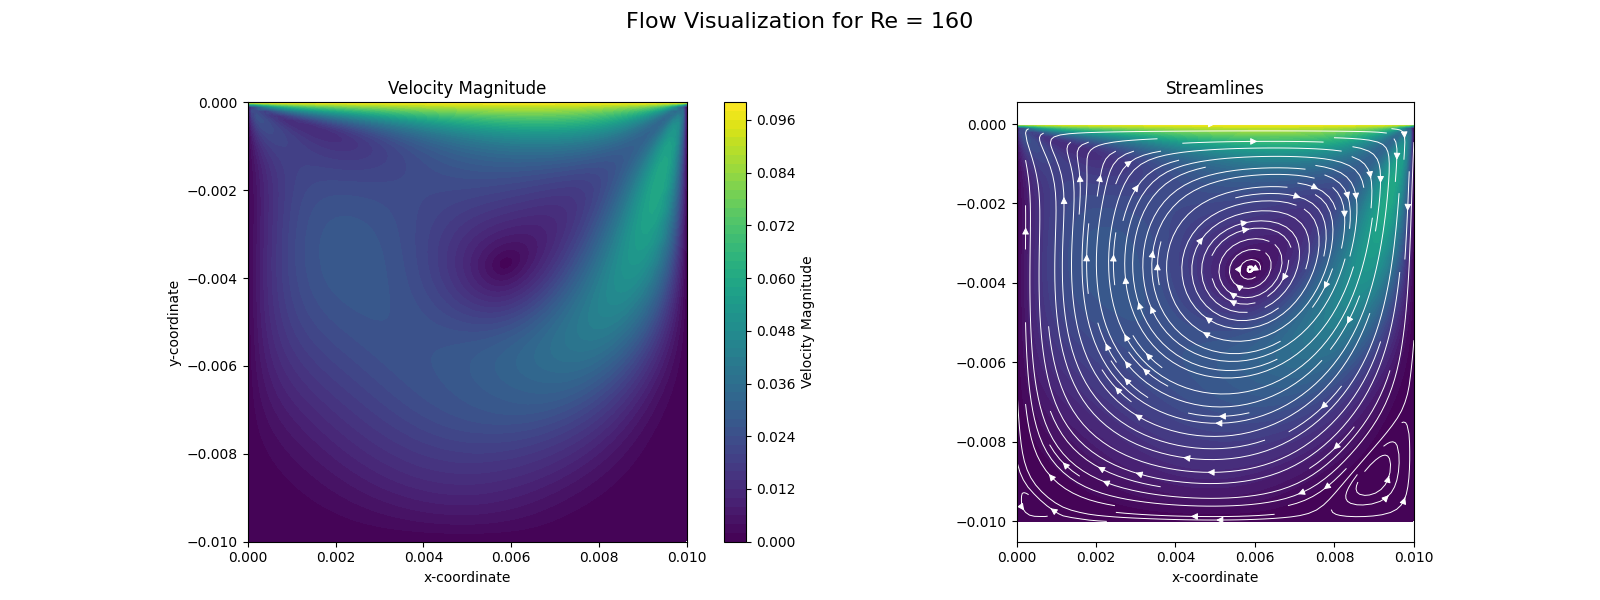 Flow Visualization for Re = 160
Velocity Magnitude
0.000
−0.002
−0.004
−0.006
−0.008
−0.010
y-coordinate
0.000 0.002 0.004 0.006 0.008 0.010
x-coordinate
0.096
0.084
0.072
0.060
0.048
0.036
0.024
0.012
0.000
Velocity Magnitude
Streamlines
0.000
−0.002
−0.004
−0.006
−0.008
−0.010
0.000 0.002 0.004 0.006 0.008 0.010
x-coordinate